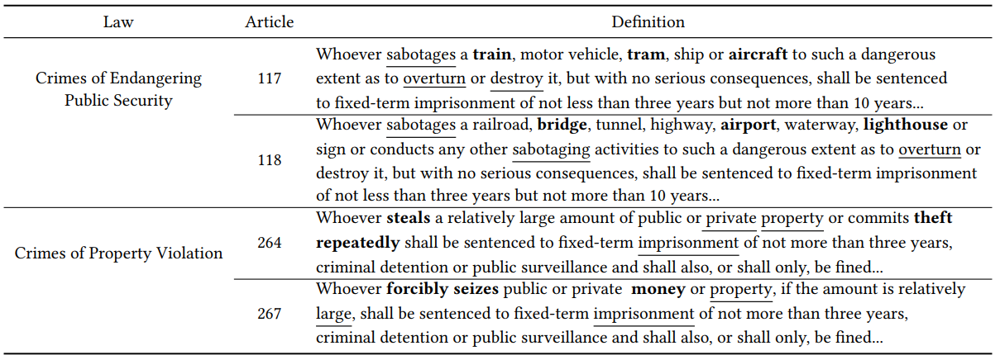 Law Article Definition
Whoever sabotages a train, motor vehicle, tram, ship or aircraft to such a dangerous
Crimes of Endangering
Public Security
117
extent as to overturn or destroy it, but with no serious consequences, shall be sentenced
to fixed-term imprisonment of not less than three years but not more than 10 years...
Whoever sabotages a railroad, bridge, tunnel, highway, airport, waterway, lighthouse or
118
sign or conducts any other sabotaging activities to such a dangerous extent as to overturn or
destroy it, but with no serious consequences, shall be sentenced to fixed-term imprisonment
of not less than three years but not more than 10 years...
Crimes of Property Violation
264
Whoever steals a relatively large amount of public or private property or commits theft
repeatedly shall be sentenced to fixed-term imprisonment of not more than three years,
criminal detention or public surveillance and shall also, or shall only, be fined...
267
Whoever forcibly seizes public or private money or property, if the amount is relatively
large, shall be sentenced to fixed-term imprisonment of not more than three years,
criminal detention or public surveillance and shall also, or shall only, be fined...